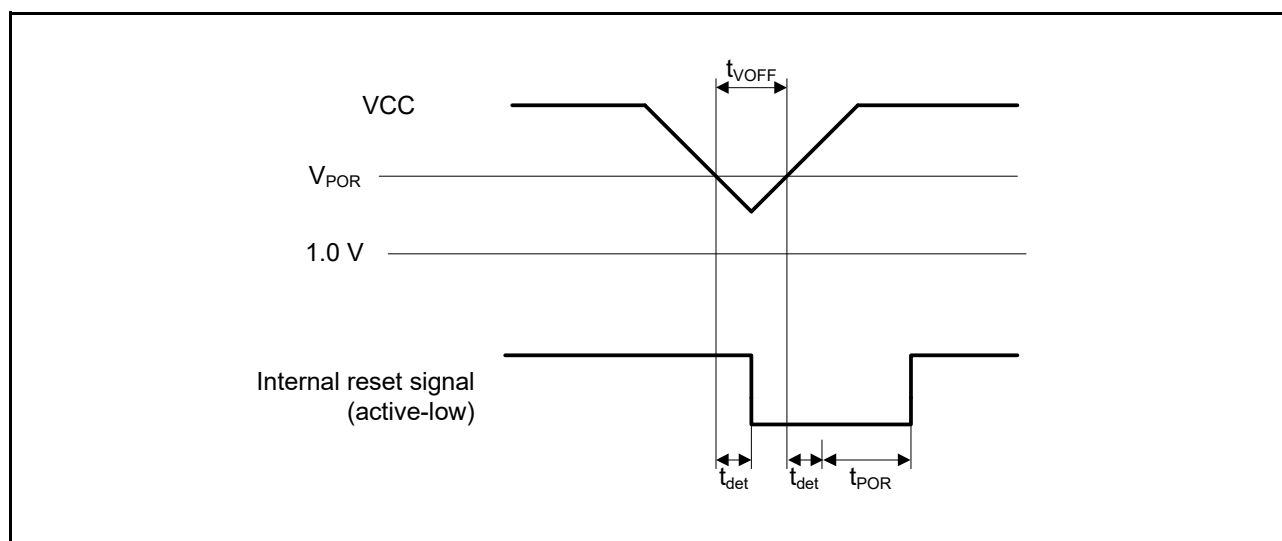 tVOFF
VCC
VPOR
1.0 V
Internal reset signal
(active-low)
tdet
tdet
tPOR